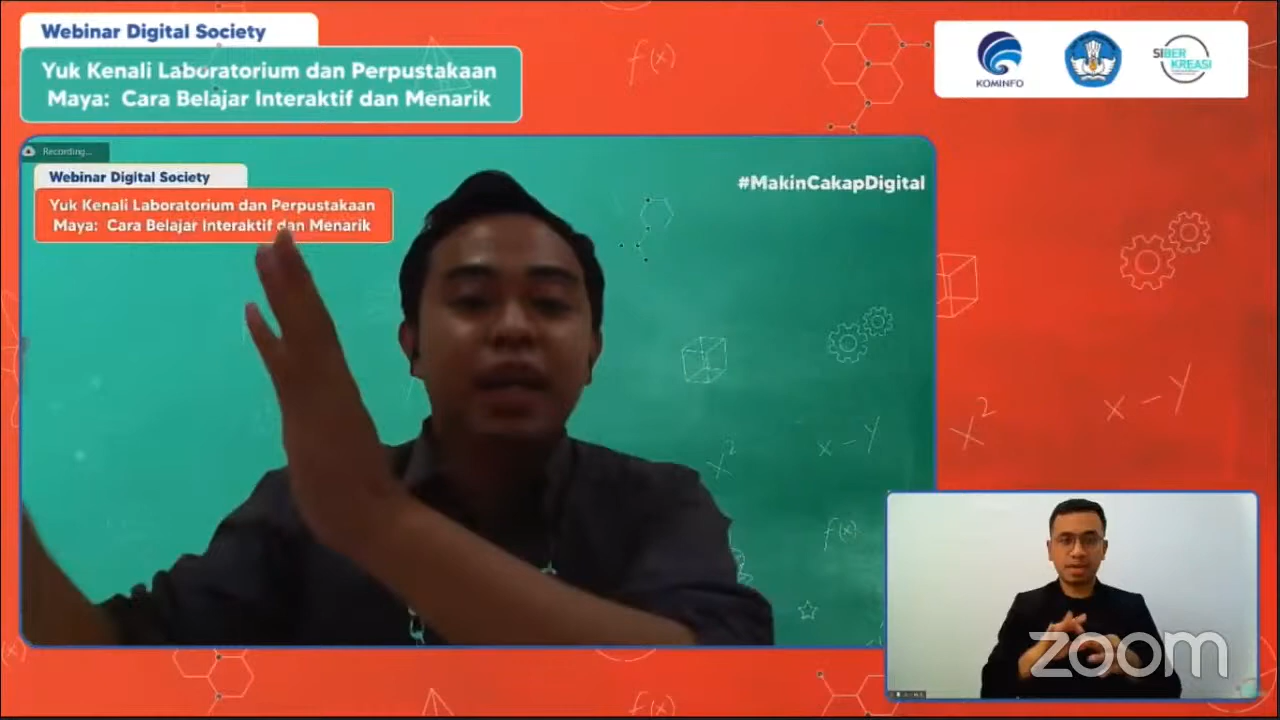 Webinar Digital Society
Yuk Kenali Laboratorium dan Perpustakaan
Maya: Cara Belajar Interaktif dan Menarik
KOMINFO
SIBER
KREASI
Recording...
Webinar Digital Society
Yuk Kenali Laboratorium dan Perpustakaan
Maya: Cara Belajar Interaktif dan Menarik
#MakinCakapDigital
f(x)
x²
x - y
x²
x - y
f(x)
zoom
f(x)